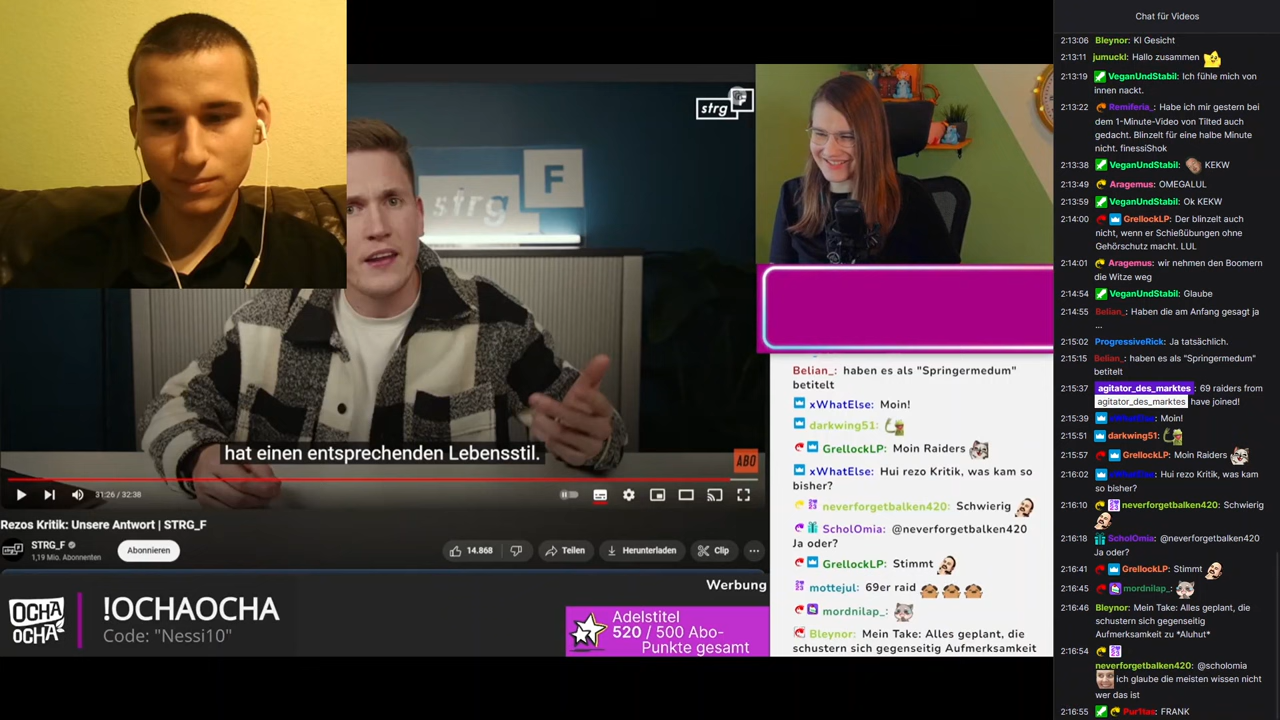 strg_F
strg_
F
hat einen entsprechenden Lebensstil.
ABO
31:26 / 32:38
Rezos Kritik: Unsere Antwort | STRG_F
STRG_F
1,19 Mio. Abonnenten
Abonnieren
14.868
Teilen
Herunterladen
Clip
Werbung
OCHA
OCHA
!OCHAOCHA
Code: "Nessi10"
Adelstitel
520 / 500 Abo-
Punkte gesamt
Belian_: haben es als "Springermedum"
betitelt
xWhatElse: Moin!
darkwing51:
GrellockLP: Moin Raiders
xWhatElse: Hui rezo Kritik, was kam so
bisher?
neverforgetbalken420: Schwierig
ScholOmia: @neverforgetbalken420
Ja oder?
GrellockLP: Stimmt
mottejul: 69er raid
mordnilap_:
Bleynor: Mein Take: Alles geplant, die
schustern sich gegenseitig Aufmerksamkeit
Chat für Videos
2:13:06 Bleynor: KI Gesicht
2:13:11 jumuckl: Hallo zusammen
2:13:19 VeganUndStabil: Ich fühle mich von
innen nackt.
2:13:22 Remiferia_: Habe ich mir gestern bei
dem 1-Minute-Video von Tilted auch
gedacht. Blinzelt für eine halbe Minute
nicht. finessiShok
2:13:38 VeganUndStabil: KEKW
2:13:49 Aragemus: OMEGALUL
2:13:59 VeganUndStabil: Ok KEKW
2:14:00 GrellockLP: Der blinzelt auch
nicht, wenn er Schießübungen ohne
Gehörschutz macht. LUL
2:14:01 Aragemus: wir nehmen den Boomern
die Witze weg
2:14:54 VeganUndStabil: Glaube
2:14:55 Belian_: Haben die am Anfang gesagt ja
...
2:15:02 ProgressiveRick: Ja tatsächlich.
2:15:15 Belian_: haben es als "Springermedum"
betitelt
2:15:37 agitator_des_marktes: 69 raiders from
agitator_des_marktes have joined!
2:15:39 xWhatElse: Moin!
2:15:51 darkwing51:
2:15:57 GrellockLP: Moin Raiders
2:16:02 xWhatElse: Hui rezo Kritik, was kam
so bisher?
2:16:10 neverforgetbalken420: Schwierig
2:16:18 ScholOmia: @neverforgetbalken420
Ja oder?
2:16:41 GrellockLP: Stimmt
2:16:45 mordnilap_:
2:16:46 Bleynor: Mein Take: Alles geplant, die
schustern sich gegenseitig
Aufmerksamkeit zu *Aluhut*
2:16:54
neverforgetbalken420: @scholomia
ich glaube die meisten wissen nicht
wer das ist
2:16:55 Pur1tas: FRANK